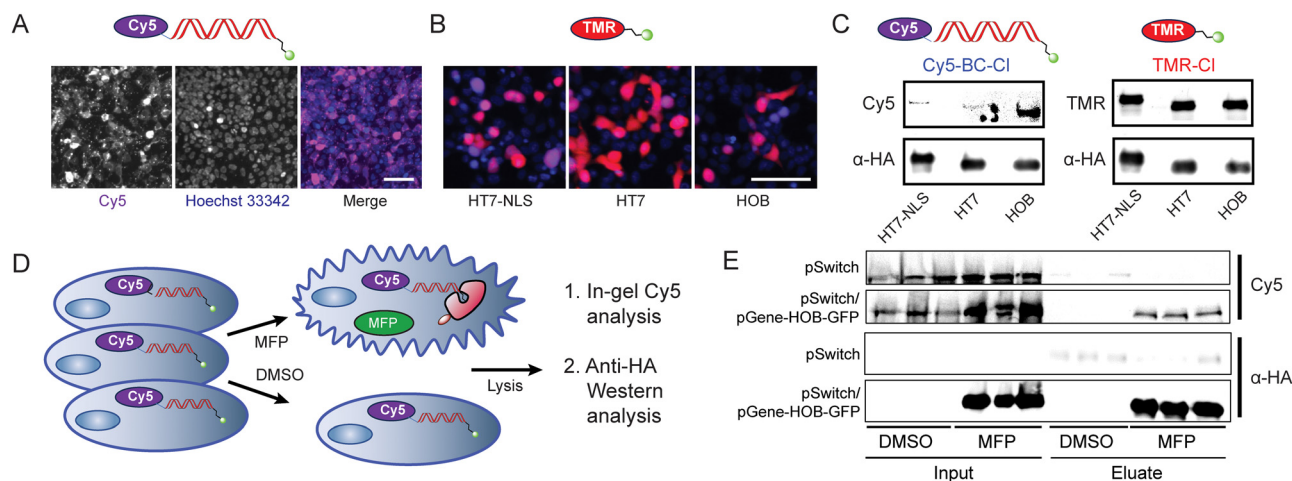 A
Cy5
Cy5
Hoechst 33342
Merge
B
TMR
HT7-NLS
HT7
HOB
C
Cy5
TMR
Cy5-BC-Cl
TMR-Cl
Cy5
TMR
α-HA
α-HA
HT7-NLS
HT7
HOB
HT7-NLS
HT7
HOB
D
Cy5
Cy5
Cy5
MFP
DMSO
Cy5
MFP
Cy5
Lysis
1. In-gel Cy5
analysis
2. Anti-HA
Western
analysis
E
pSwitch
pSwitch/
pGene-HOB-GFP
Cy5
pSwitch
pSwitch/
pGene-HOB-GFP
α-HA
DMSO
MFP
DMSO
MFP
Input
Eluate